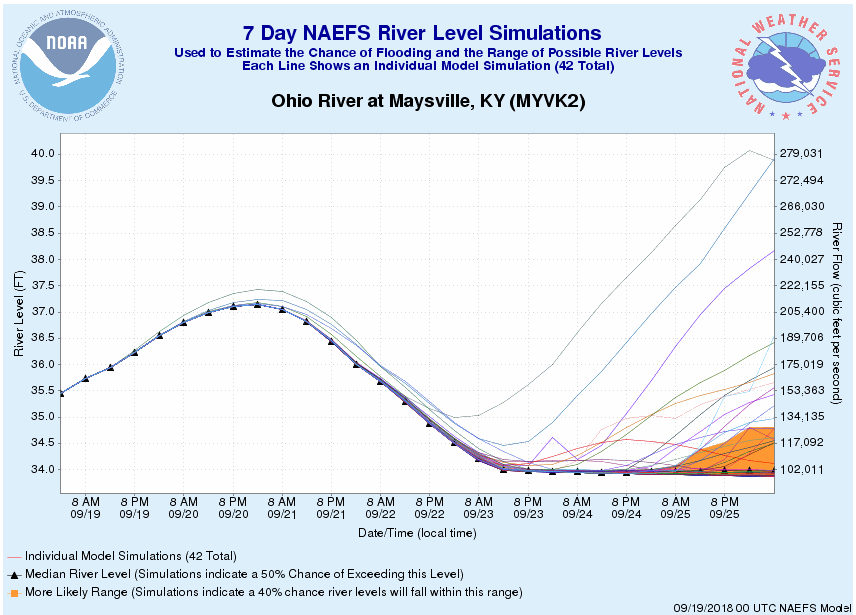 7 Day NAEFS River Level Simulations
Used to Estimate the Chance of Flooding and the Range of Possible River Levels
Each Line Shows an Individual Model Simulation (42 Total)
Ohio River at Maysville, KY (MYVK2)
NATIONAL OCEANIC AND ATMOSPHERIC ADMINISTRATION
NOAA
U.S. DEPARTMENT OF COMMERCE
NATIONAL WEATHER SERVICE
River Level (FT)
40.0
39.5
39.0
38.5
38.0
37.5
37.0
36.5
36.0
35.5
35.0
34.5
34.0
279,031
272,494
266,030
252,778
240,027
222,155
205,400
189,706
175,019
153,363
134,135
117,092
102,011
River Flow (cubic feet per second)
8 AM 8 PM 8 AM 8 PM 8 AM 8 PM 8 AM 8 PM 8 AM 8 PM 8 AM 8 PM 8 AM 8 PM
09/19 09/19 09/20 09/20 09/21 09/21 09/22 09/22 09/23 09/23 09/24 09/24 09/25 09/25
Date/Time (local time)
Individual Model Simulations (42 Total)
Median River Level (Simulations indicate a 50% Chance of Exceeding this Level)
More Likely Range (Simulations indicate a 40% chance river levels will fall within this range)
09/19/2018 00 UTC NAEFS Model